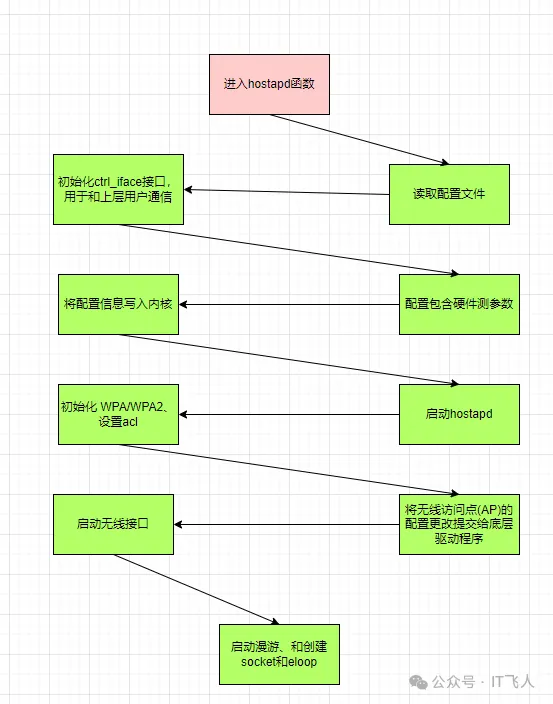 进入hostapd函数
读取配置文件
初始化ctrl_iface接口，
用于和上层用户通信
配置包含硬件测参数
将配置信息写入内核
启动hostapd
初始化 WPA/WPA2、
设置acl
将无线访问点(AP)的
配置更改提交给底层
驱动程序
启动无线接口
启动漫游、和创建
socket和eloop
公众号 · IT飞人